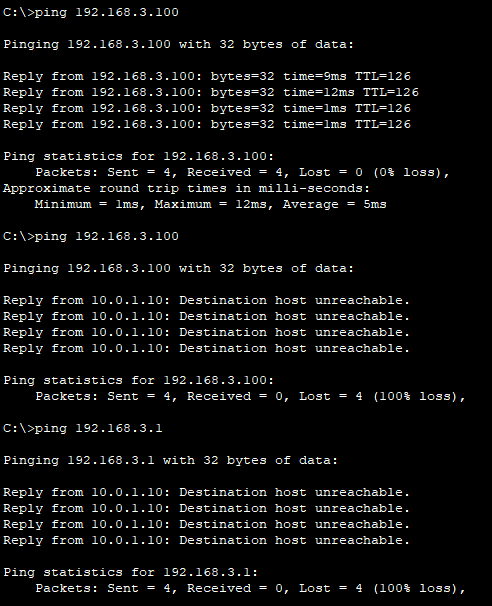 C:\>ping 192.168.3.100
Pinging 192.168.3.100 with 32 bytes of data:
Reply from 192.168.3.100: bytes=32 time=9ms TTL=126
Reply from 192.168.3.100: bytes=32 time=12ms TTL=126
Reply from 192.168.3.100: bytes=32 time=1ms TTL=126
Reply from 192.168.3.100: bytes=32 time=1ms TTL=126
Ping statistics for 192.168.3.100:
    Packets: Sent = 4, Received = 4, Lost = 0 (0% loss),
Approximate round trip times in milli-seconds:
    Minimum = 1ms, Maximum = 12ms, Average = 5ms
C:\>ping 192.168.3.100
Pinging 192.168.3.100 with 32 bytes of data:
Reply from 10.0.1.10: Destination host unreachable.
Reply from 10.0.1.10: Destination host unreachable.
Reply from 10.0.1.10: Destination host unreachable.
Reply from 10.0.1.10: Destination host unreachable.
Ping statistics for 192.168.3.100:
    Packets: Sent = 4, Received = 0, Lost = 4 (100% loss),
C:\>ping 192.168.3.1
Pinging 192.168.3.1 with 32 bytes of data:
Reply from 10.0.1.10: Destination host unreachable.
Reply from 10.0.1.10: Destination host unreachable.
Reply from 10.0.1.10: Destination host unreachable.
Reply from 10.0.1.10: Destination host unreachable.
Ping statistics for 192.168.3.1:
    Packets: Sent = 4, Received = 0, Lost = 4 (100% loss),